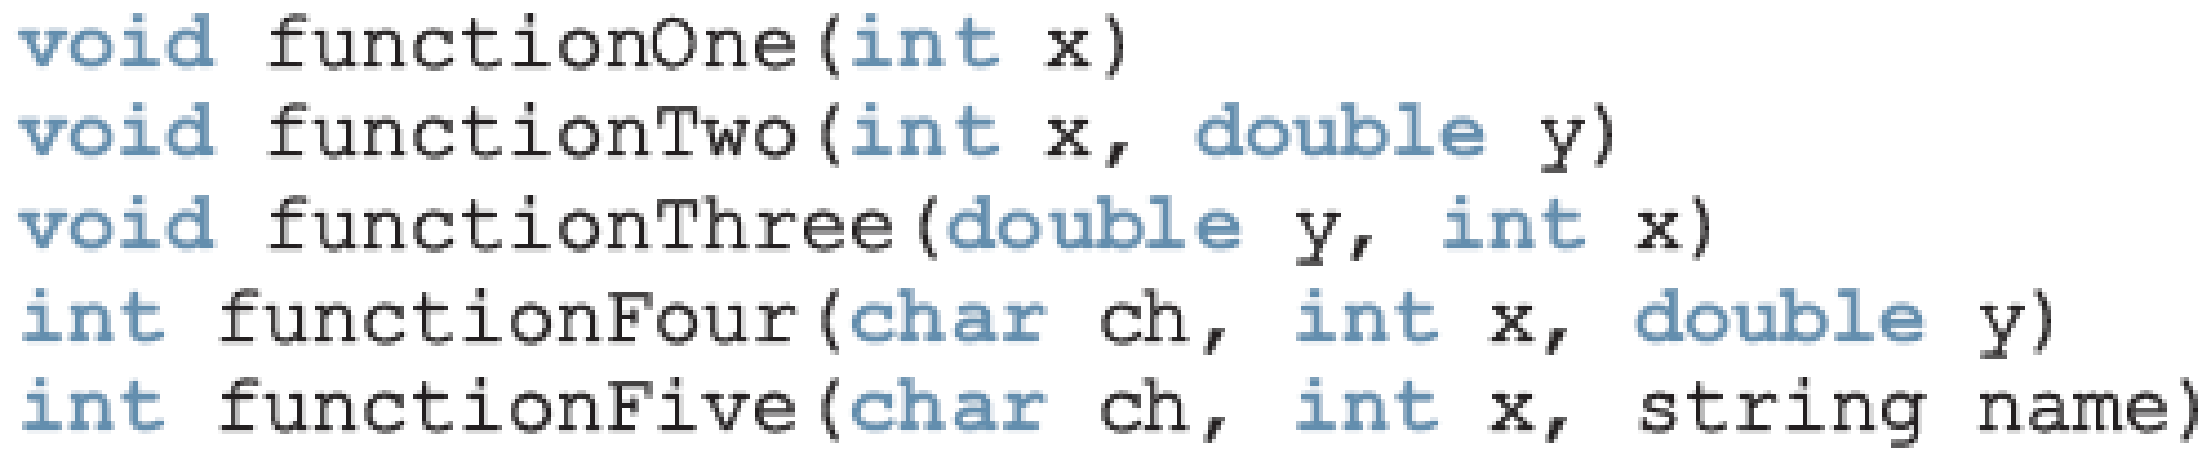 void functionOne(int x)
void functionTwo(int x, double y)
void functionThree(double y, int x)
int functionFour(char ch, int x, double y)
int functionFive(char ch, int x, string name)